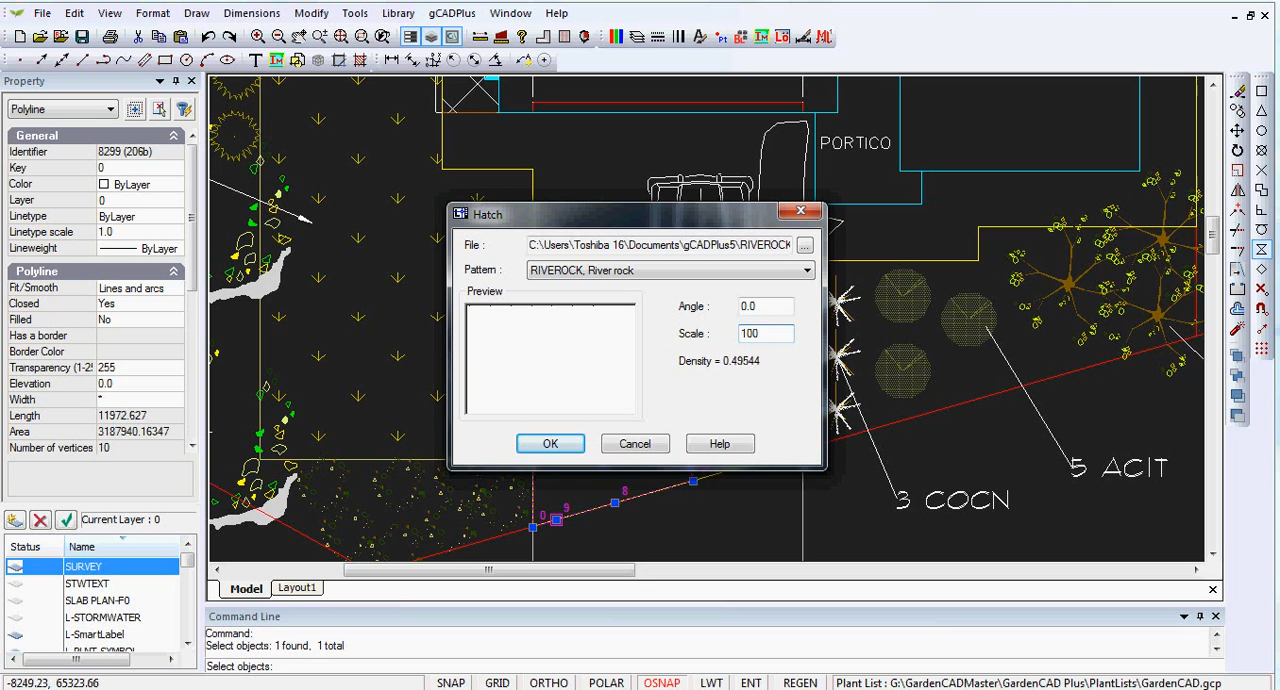 File Edit View Format Draw Dimensions Modify Tools Library gCADPlus Window Help
Property
Polyline
General
Identifier 8299 (206b)
Key 0
Color ByLayer
Layer 0
Linetype ByLayer
Linetype scale 1.0
Lineweight ByLayer
Polyline
Fit/Smooth Lines and arcs
Closed Yes
Filled No
Has a border
Border Color
Transparency (1-25 255
Elevation 0.0
Width *
Length 11972.627
Area 3187940.16347
Number of vertices 10
Current Layer : 0
Status Name
SURVEY
STWTEXT
SLAB PLAN-F0
L-STORMWATER
L-SmartLabel
L-PLNT-SYMBOL
PORTICO
Hatch
File : C:\Users\Toshiba 16\Documents\gCADPlus5\RIVEROCK
Pattern : RIVEROCK, River rock
Preview
Angle : 0.0
Scale : 100
Density = 0.49544
OK Cancel Help
0 9 8
5 ACIT
3 COCN
Model Layout1
Command Line
Command:
Select objects: 1 found, 1 total
Select objects:
-8249.23, 65323.66 SNAP GRID ORTHO POLAR OSNAP LWT ENT REGEN Plant List : G:\GardenCADMaster\GardenCAD Plus\PlantLists\GardenCAD.gcp